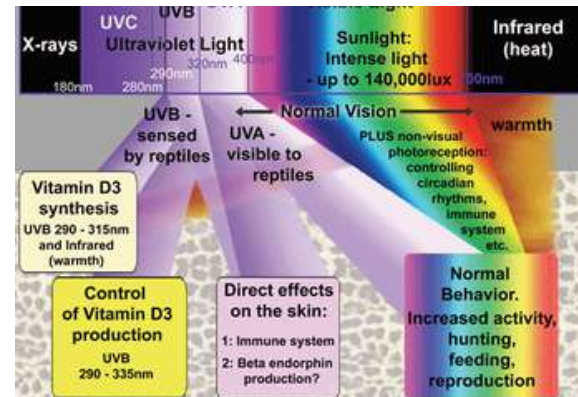 UVB
UVC
X-rays
Ultraviolet Light
Sunlight:
Intense light
- up to 140,000lux
Infrared
(heat)
180nm
280nm
290nm
320nm
400nm
UVB -
sensed
by reptiles
UVA -
visible to
reptiles
Normal Vision
PLUS non-visual
photoreception:
controlling
circadian
rhythms,
immune
system
etc.
warmth
Vitamin D3
synthesis
UVB 290 - 315nm
and Infrared
(warmth)
Control
of Vitamin D3
production
UVB
290 - 335nm
Direct effects
on the skin:
1: Immune system
2: Beta endorphin
production?
Normal
Behavior.
Increased activity,
hunting,
feeding,
reproduction